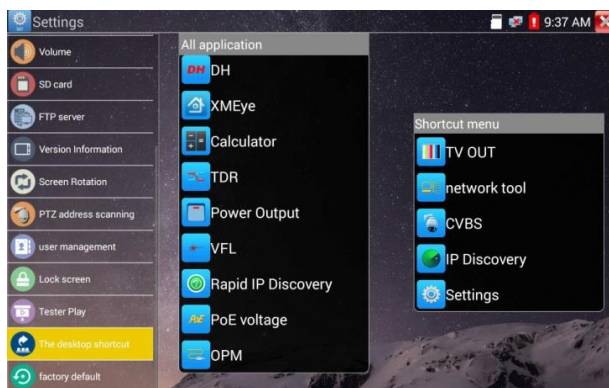 Settings
9:37 AM
Volume
SD card
FTP server
Version Information
Screen Rotation
PTZ address scanning
user management
Lock screen
Tester Play
The desktop shortcut
factory default
All application
DH DH
XMEye
Calculator
TDR
Power Output
VFL
Rapid IP Discovery
PoE PoE voltage
OPM
Shortcut menu
TV OUT
network tool
CVBS
IP Discovery
Settings